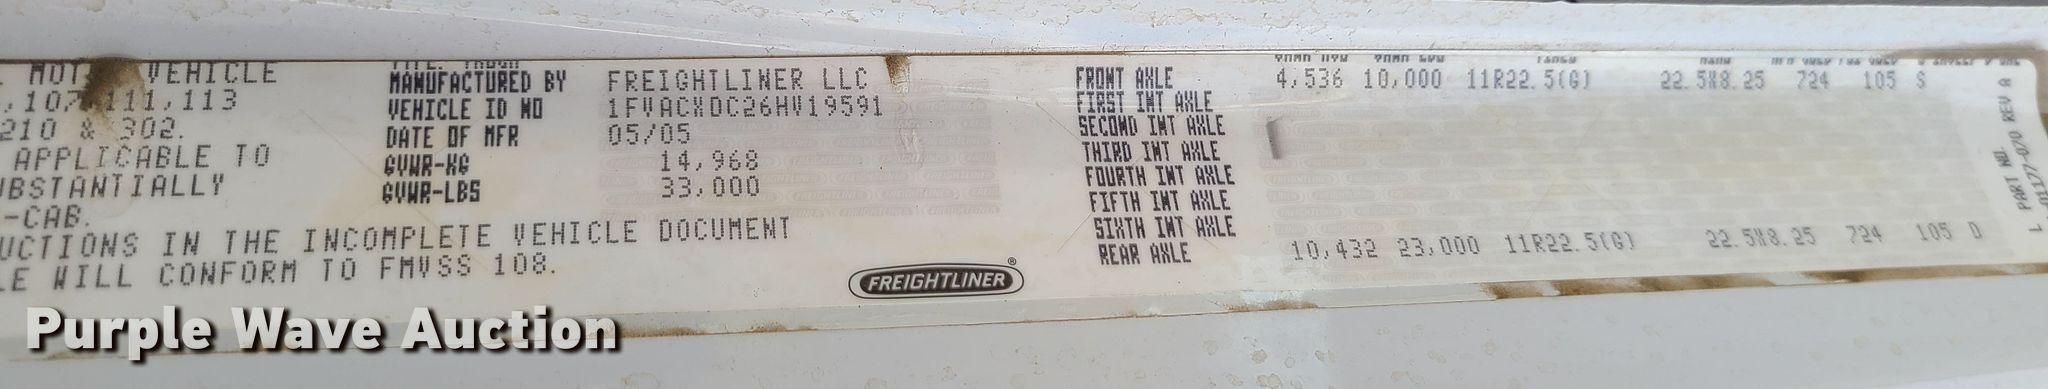 MOT VEHICLE
,107,111,113
210 & 302.
APPLICABLE TO
UBSTANTIALLY
-CAB.
UCTIONS IN THE INCOMPLETE VEHICLE DOCUMENT
LE WILL CONFORM TO FMVSS 108.
MANUFACTURED BY FREIGHTLINER LLC
VEHICLE ID NO 1FVACXDC26HV19591
DATE OF MFR 05/05
GVWR-KG 14,968
GVWR-LBS 33,000
FREIGHTLINER®
FRONT AXLE 4,536 10,000 11R22.5(G) 22.5X8.25 724 105 S
FIRST INT AXLE
SECOND INT AXLE
THIRD INT AXLE
FOURTH INT AXLE
FIFTH INT AXLE
SIXTH INT AXLE
REAR AXLE 10,432 23,000 11R22.5(G) 22.5X8.25 724 105 D
PART NO. REV A
01177-070
Purple Wave Auction